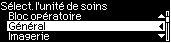 Sélect. l'unité de soins
Bloc opératoire
Général
Imagerie